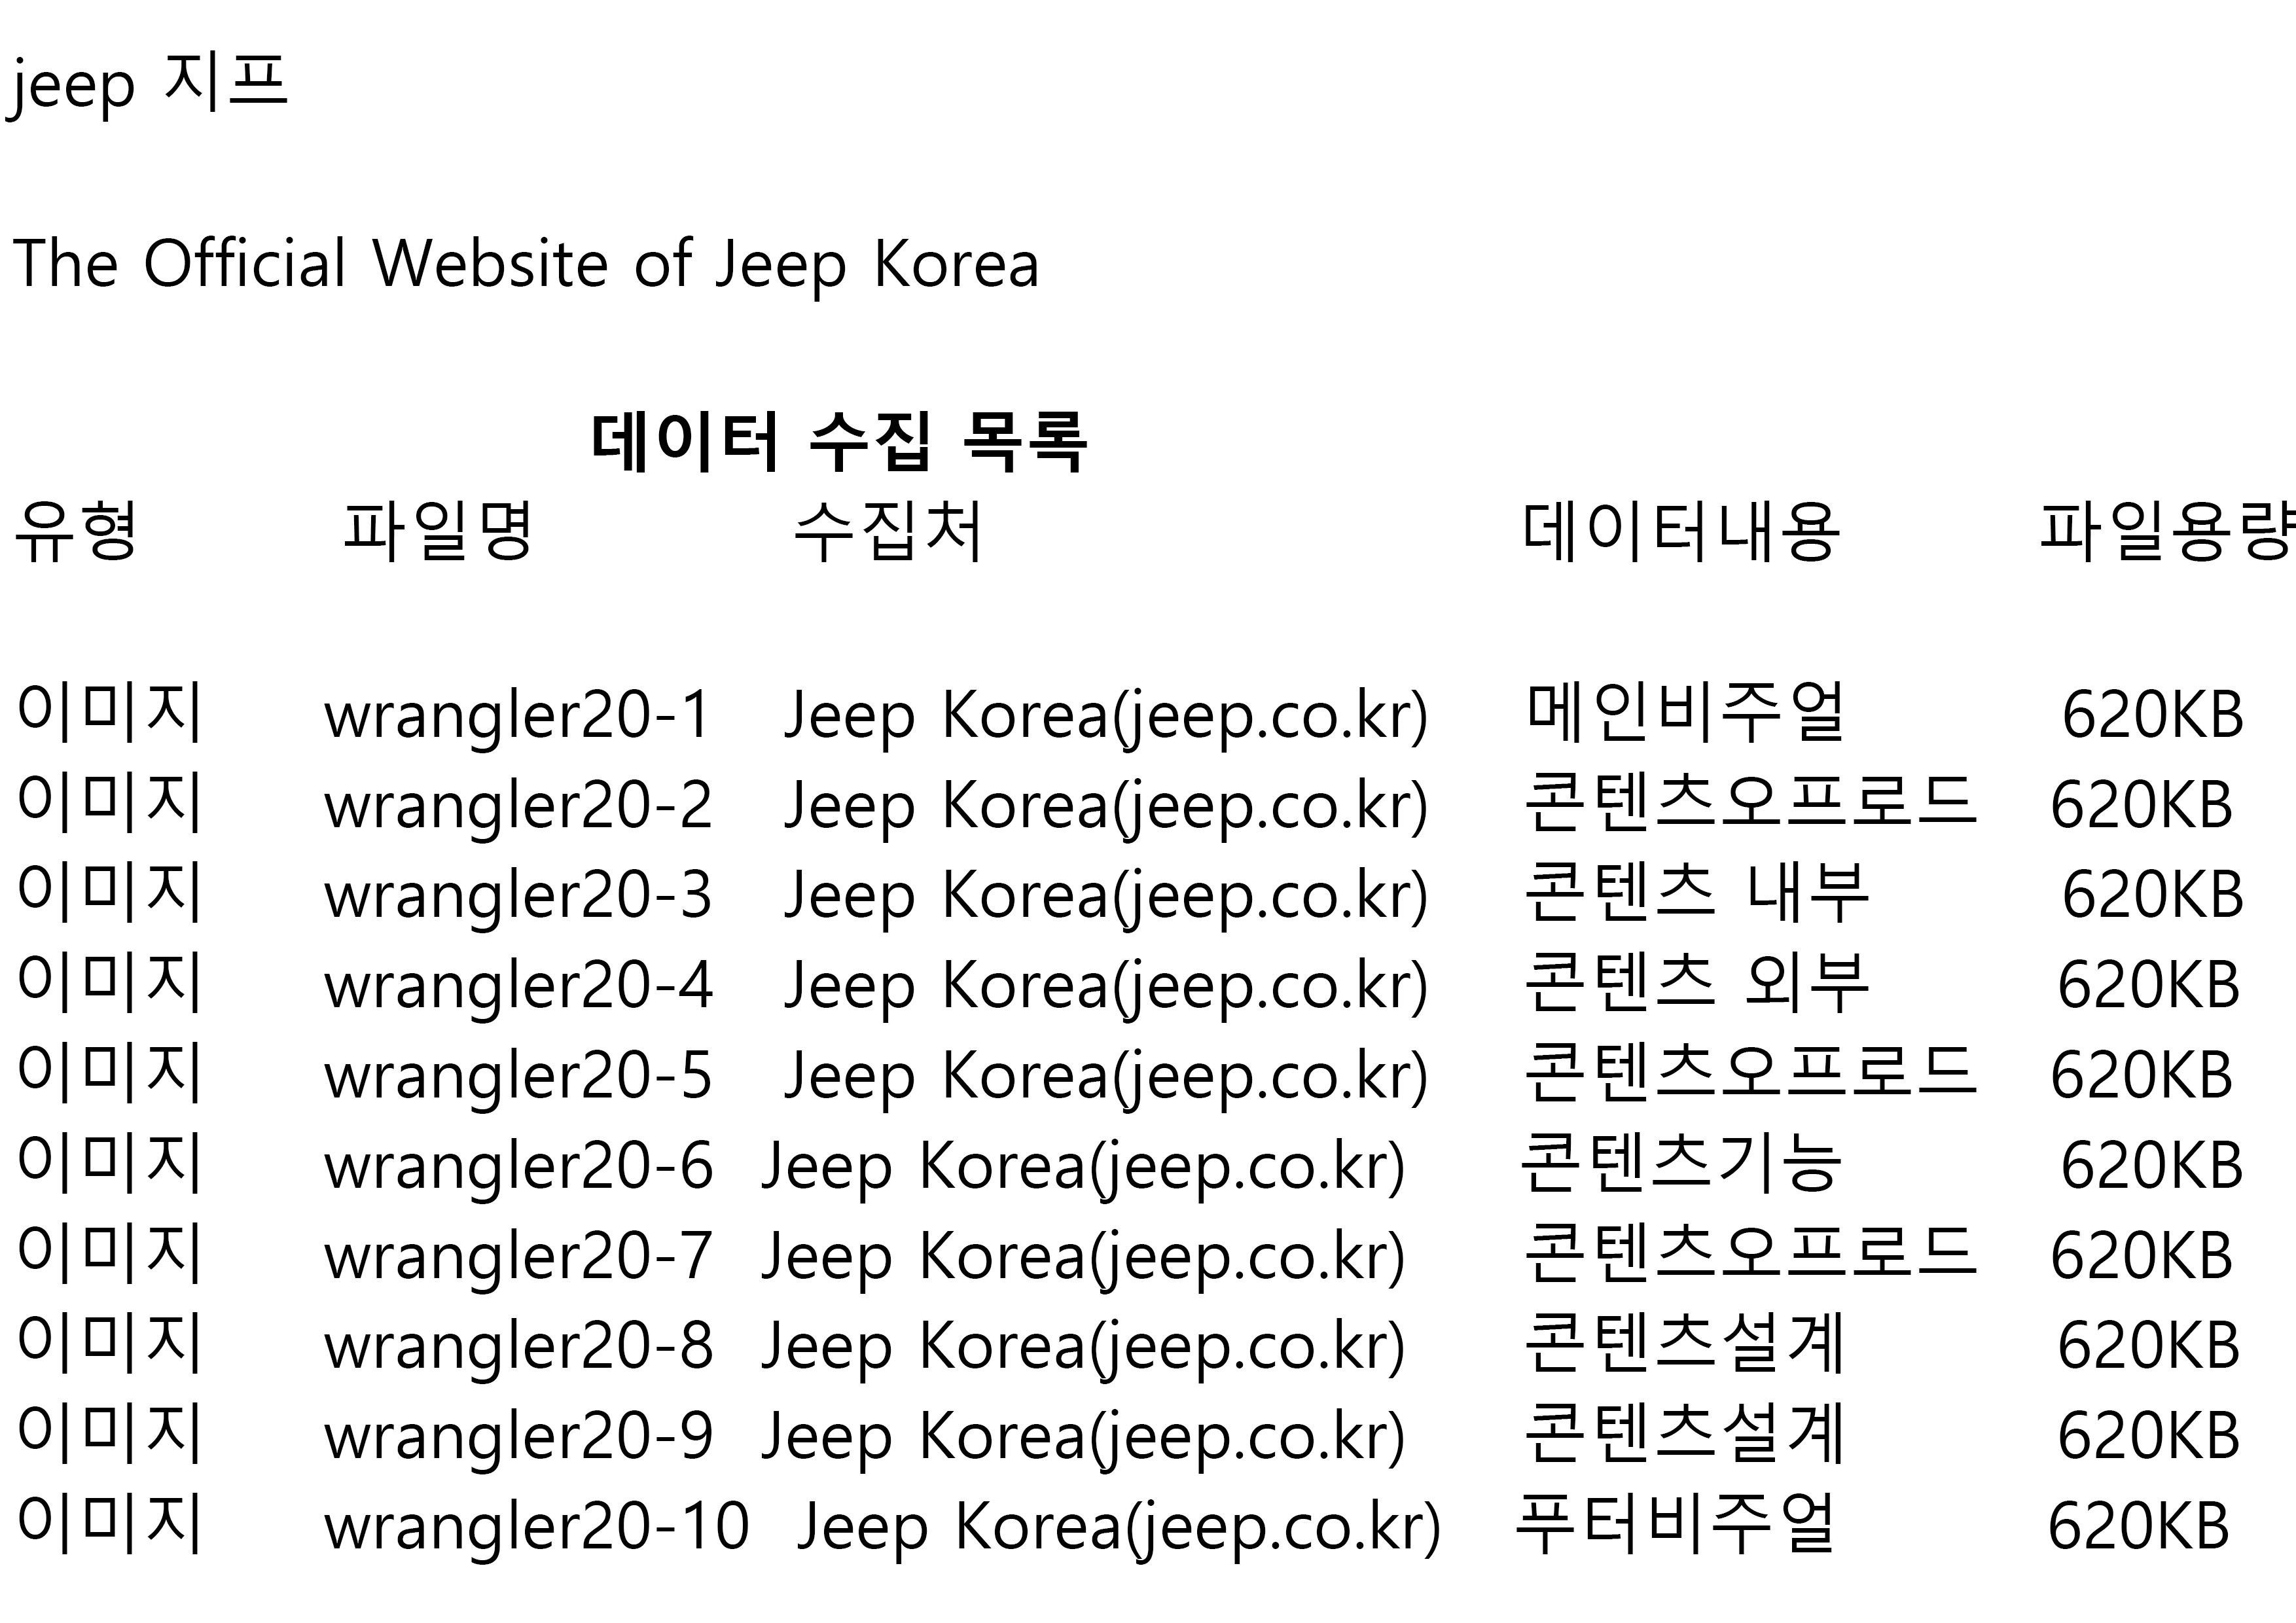 jeep 지프
The Official Website of Jeep Korea
데이터 수집 목록
유형 파일명 수집처 데이터내용 파일용량
이미지 wrangler20-1 Jeep Korea(jeep.co.kr) 메인비주얼 620KB
이미지 wrangler20-2 Jeep Korea(jeep.co.kr) 콘텐츠오프로드 620KB
이미지 wrangler20-3 Jeep Korea(jeep.co.kr) 콘텐츠 내부 620KB
이미지 wrangler20-4 Jeep Korea(jeep.co.kr) 콘텐츠 외부 620KB
이미지 wrangler20-5 Jeep Korea(jeep.co.kr) 콘텐츠오프로드 620KB
이미지 wrangler20-6 Jeep Korea(jeep.co.kr) 콘텐츠기능 620KB
이미지 wrangler20-7 Jeep Korea(jeep.co.kr) 콘텐츠오프로드 620KB
이미지 wrangler20-8 Jeep Korea(jeep.co.kr) 콘텐츠설계 620KB
이미지 wrangler20-9 Jeep Korea(jeep.co.kr) 콘텐츠설계 620KB
이미지 wrangler20-10 Jeep Korea(jeep.co.kr) 푸터비주얼 620KB